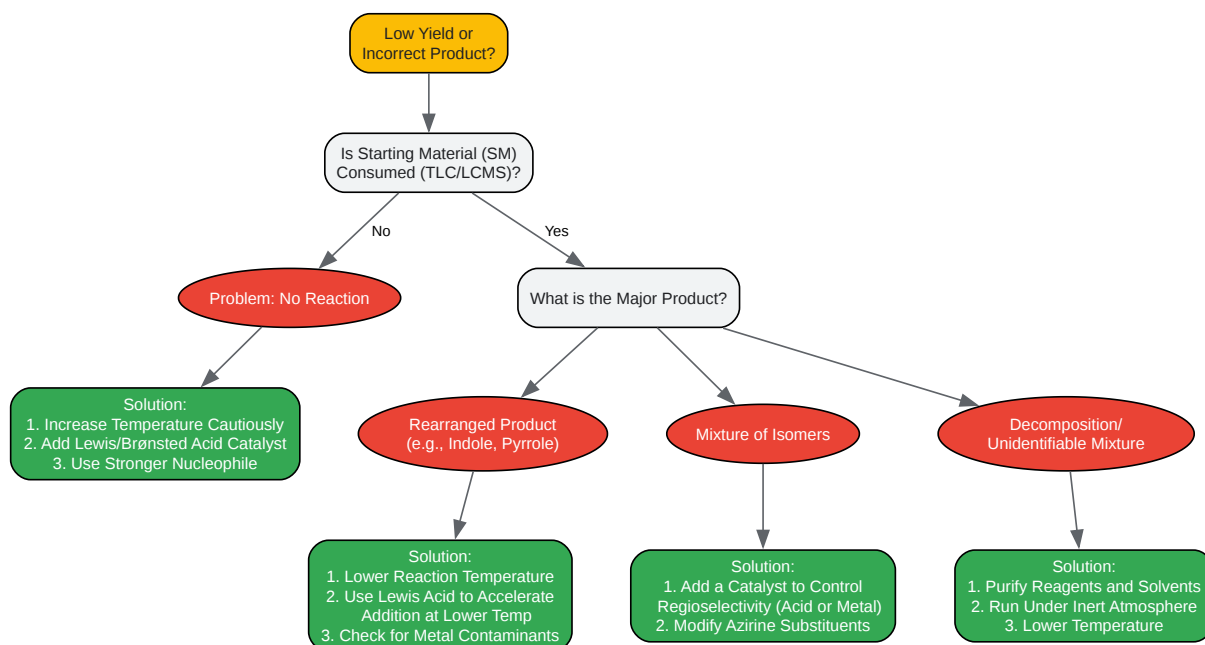 Low Yield or
Incorrect Product?
Is Starting Material (SM)
Consumed (TLC/LCMS)?
No
Yes
Problem: No Reaction
What is the Major Product?
Solution:
1. Increase Temperature Cautiously
2. Add Lewis/Brønsted Acid Catalyst
3. Use Stronger Nucleophile
Rearranged Product
(e.g., Indole, Pyrrole)
Mixture of Isomers
Decomposition/
Unidentifiable Mixture
Solution:
1. Lower Reaction Temperature
2. Use Lewis Acid to Accelerate
Addition at Lower Temp
3. Check for Metal Contaminants
Solution:
1. Add a Catalyst to Control
Regioselectivity (Acid or Metal)
2. Modify Azirine Substituents
Solution:
1. Purify Reagents and Solvents
2. Run Under Inert Atmosphere
3. Lower Temperature